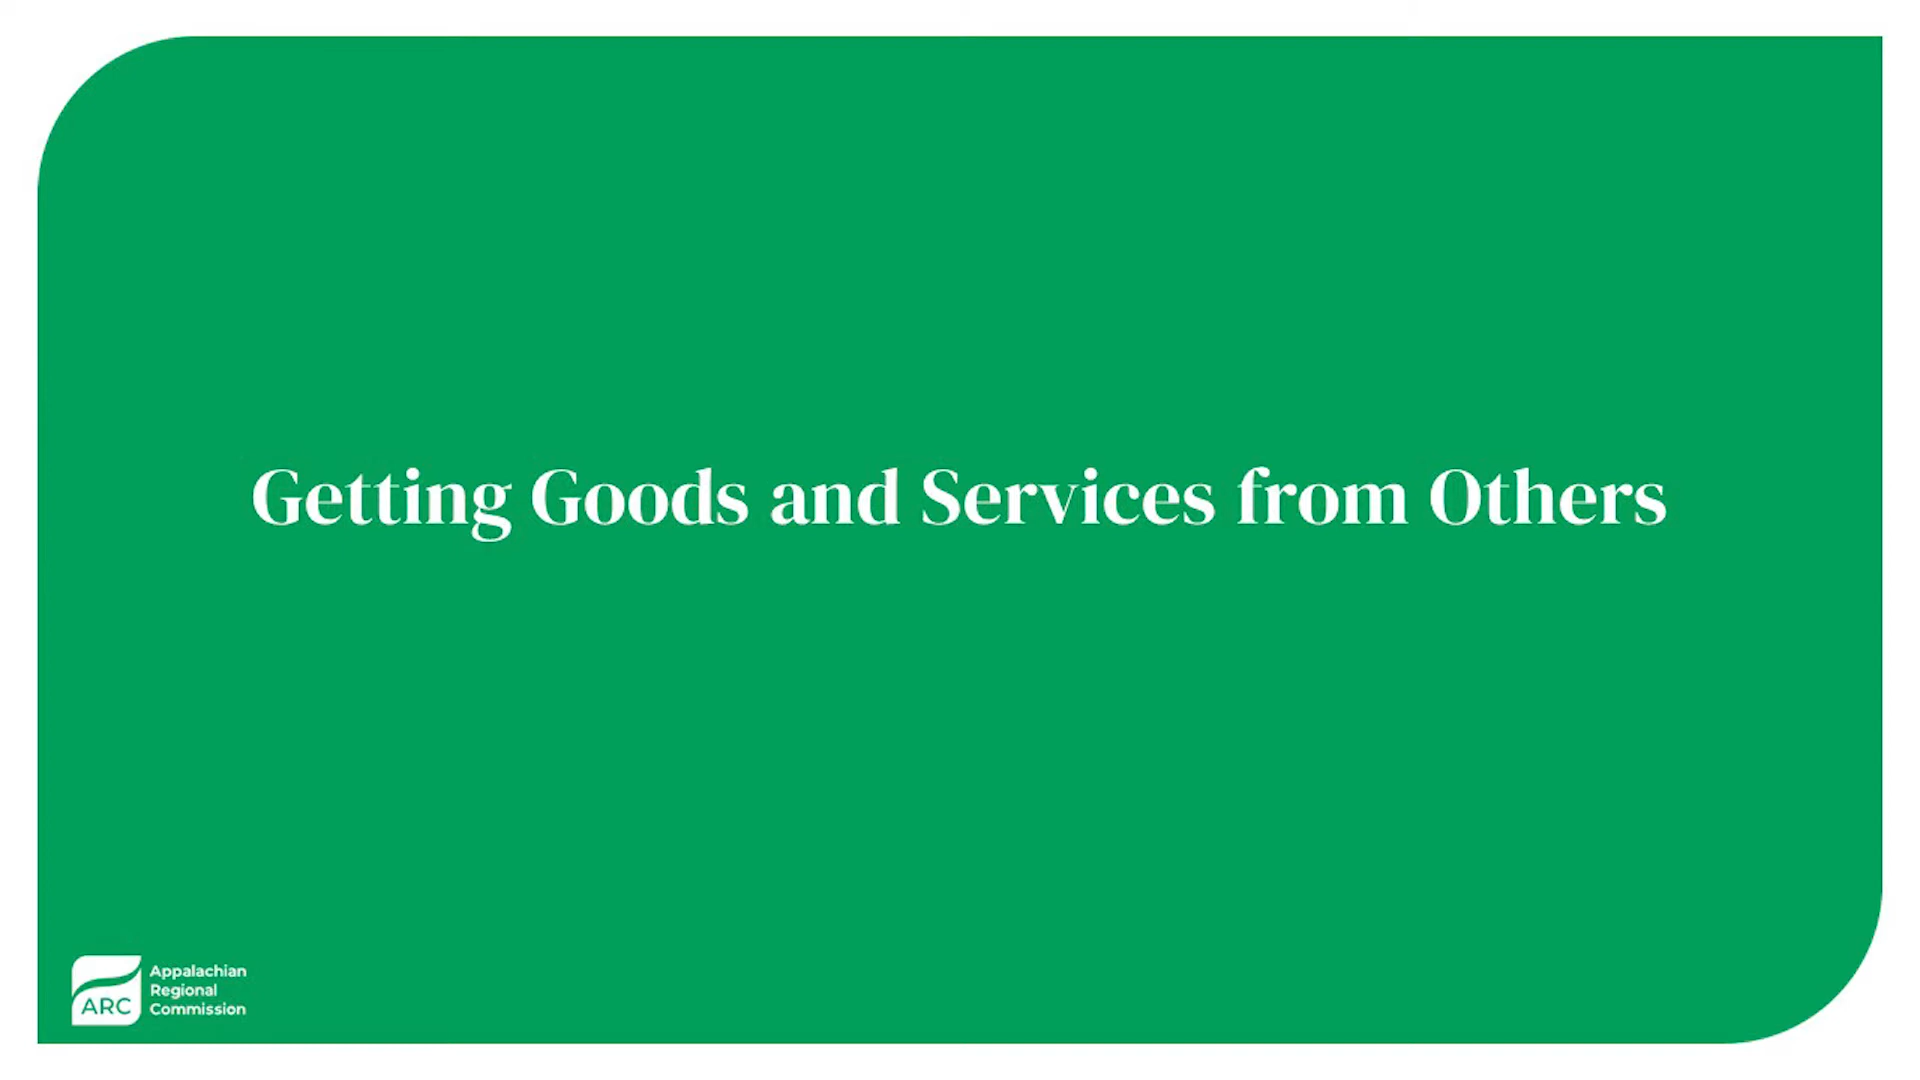 Getting Goods and Services from Others
ARC
Appalachian
Regional
Commission